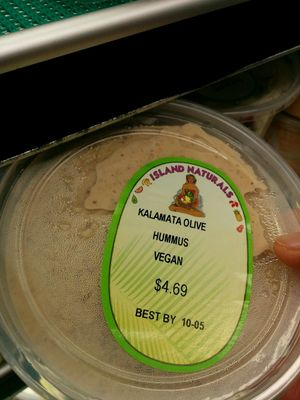 ISLAND NATURALS
KALAMATA OLIVE
HUMMUS
VEGAN
$4.69
BEST BY 10-05